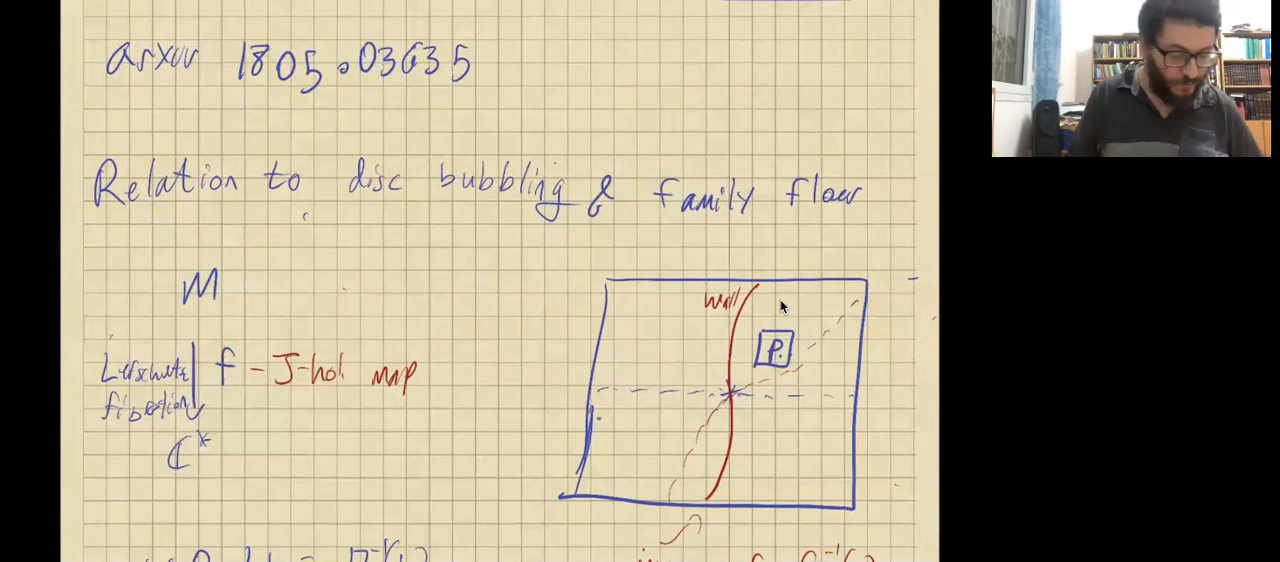 arxiv 1805.03635
Relation to disc bubbling & family floer
M
Lefschetz
fibration
f - J-hol map
ℂ*
wall
P.